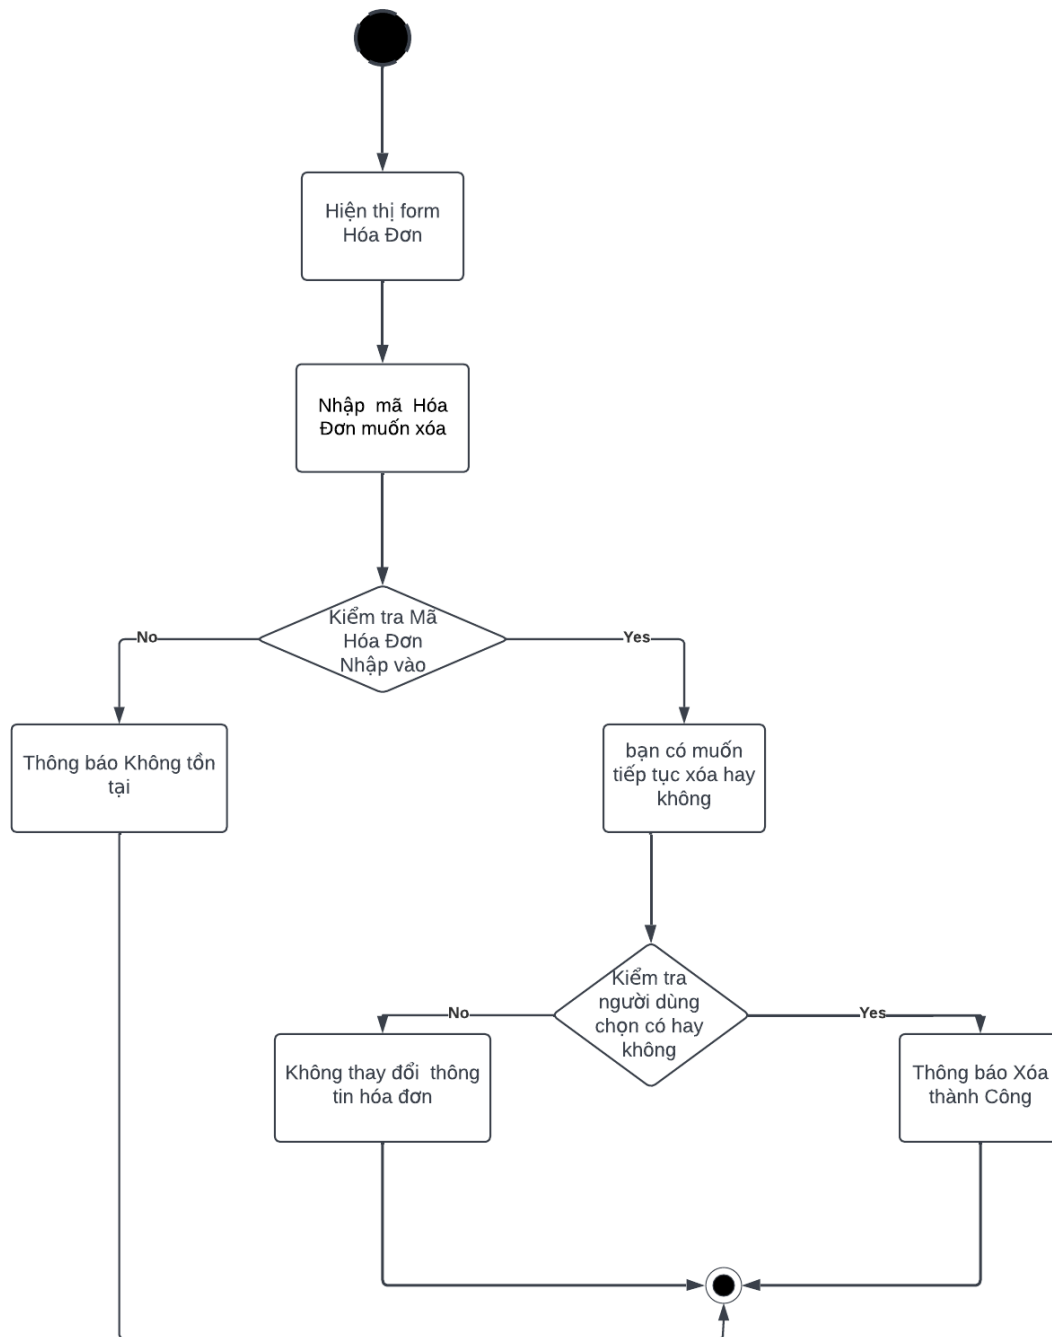 Hiện thị form
Hóa Đơn
Nhập mã Hóa
Đơn muốn xóa
Kiểm tra Mã
Hóa Đơn
Nhập vào
No
Yes
Thông báo Không tồn
tại
bạn có muốn
tiếp tục xóa hay
không
Kiểm tra
người dùng
chọn có hay
không
No
Yes
Không thay đổi thông
tin hóa đơn
Thông báo Xóa
thành Công